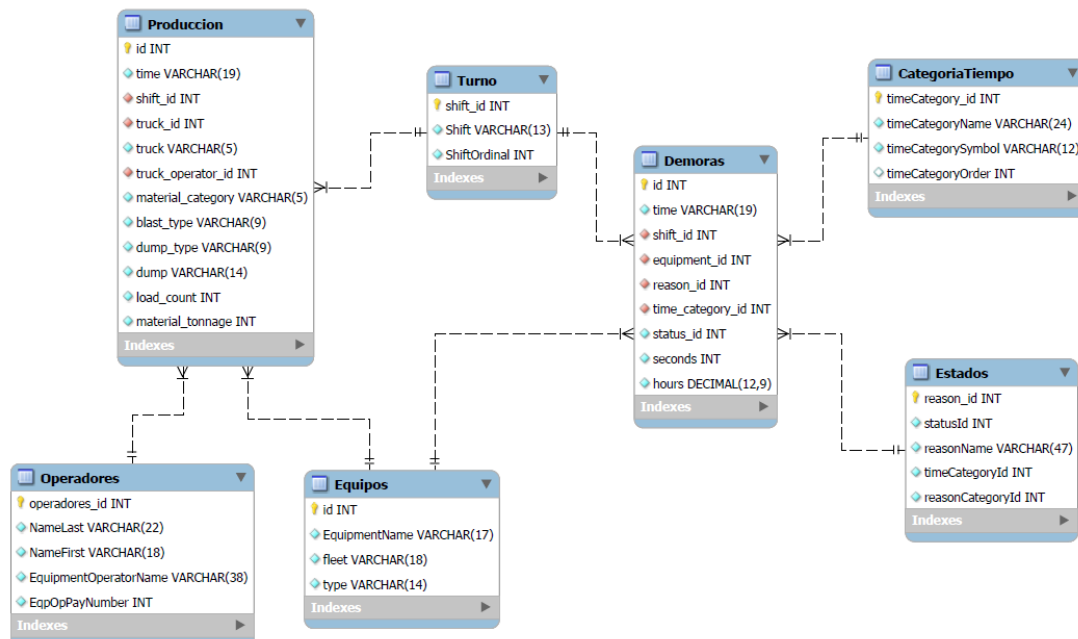 Produccion
id INT
time VARCHAR(19)
shift_id INT
truck_id INT
truck VARCHAR(5)
truck_operator_id INT
material_category VARCHAR(5)
blast_type VARCHAR(9)
dump_type VARCHAR(9)
dump VARCHAR(14)
load_count INT
material_tonnage INT
Indexes
Turno
shift_id INT
Shift VARCHAR(13)
ShiftOrdinal INT
Indexes
CategoriaTiempo
timeCategory_id INT
timeCategoryName VARCHAR(24)
timeCategorySymbol VARCHAR(12)
timeCategoryOrder INT
Indexes
Demoras
id INT
time VARCHAR(19)
shift_id INT
equipment_id INT
reason_id INT
time_category_id INT
status_id INT
seconds INT
hours DECIMAL(12,9)
Indexes
Estados
reason_id INT
statusId INT
reasonName VARCHAR(47)
timeCategoryId INT
reasonCategoryId INT
Indexes
Operadores
operadores_id INT
NameLast VARCHAR(22)
NameFirst VARCHAR(18)
EquipmentOperatorName VARCHAR(38)
EqpOpPayNumber INT
Indexes
Equipos
id INT
EquipmentName VARCHAR(17)
fleet VARCHAR(18)
type VARCHAR(14)
Indexes